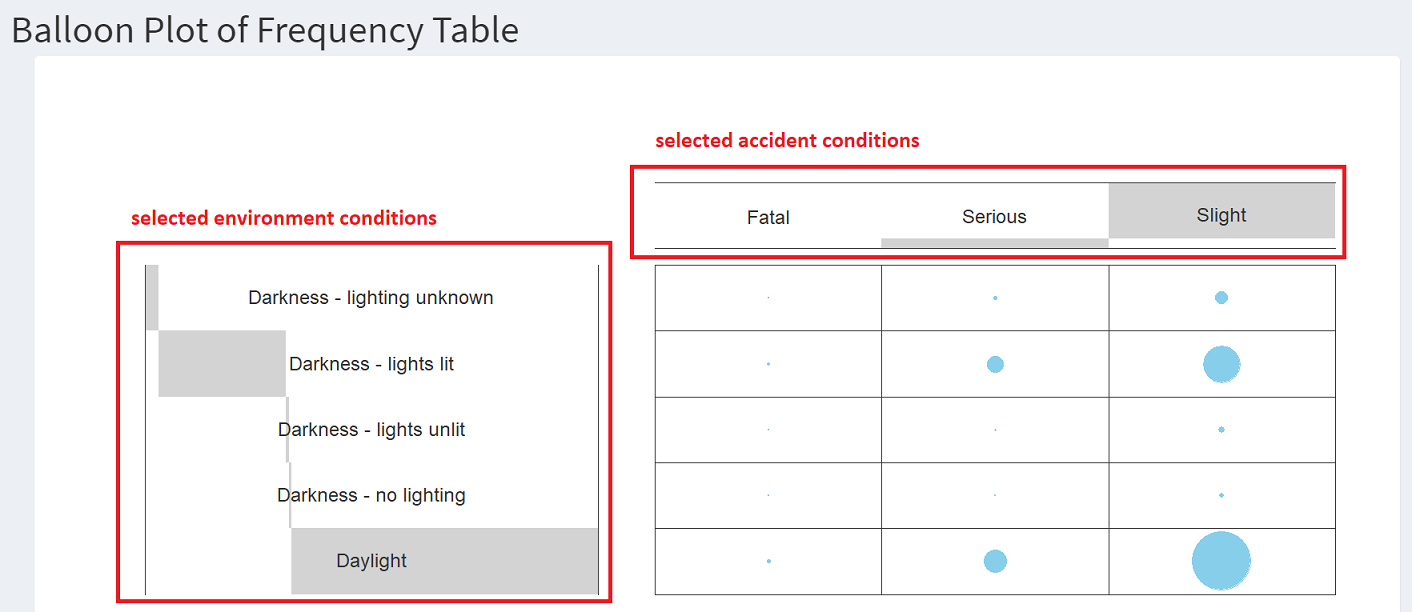 Balloon Plot of Frequency Table
selected accident conditions
Fatal Serious Slight
selected environment conditions
Darkness - lighting unknown
Darkness - lights lit
Darkness - lights unlit
Darkness - no lighting
Daylight